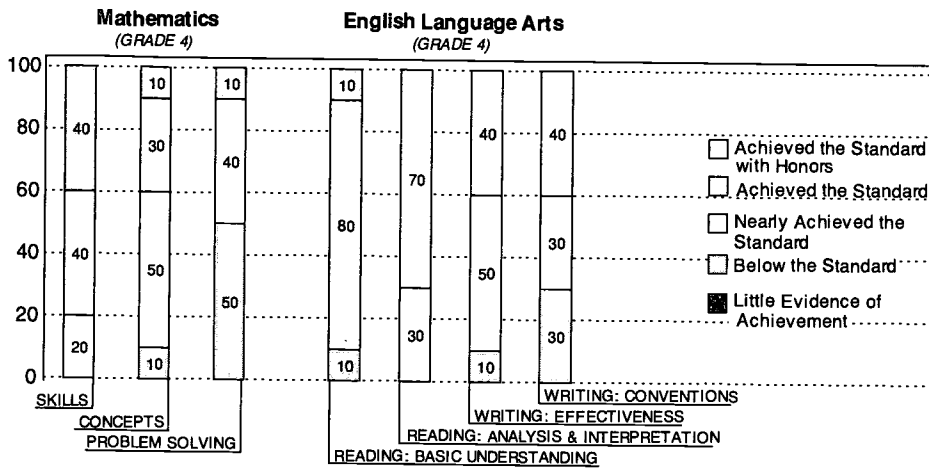 Mathematics
(GRADE 4)
English Language Arts
(GRADE 4)
100
80
60
40
20
0
40
40
20
10
30
50
10
10
40
50
10
80
10
70
30
40
50
10
40
30
30
Achieved the Standard
with Honors
Achieved the Standard
Nearly Achieved the
Standard
Below the Standard
Little Evidence of
Achievement
SKILLS
CONCEPTS
PROBLEM SOLVING
WRITING: CONVENTIONS
WRITING: EFFECTIVENESS
READING: ANALYSIS & INTERPRETATION
READING: BASIC UNDERSTANDING